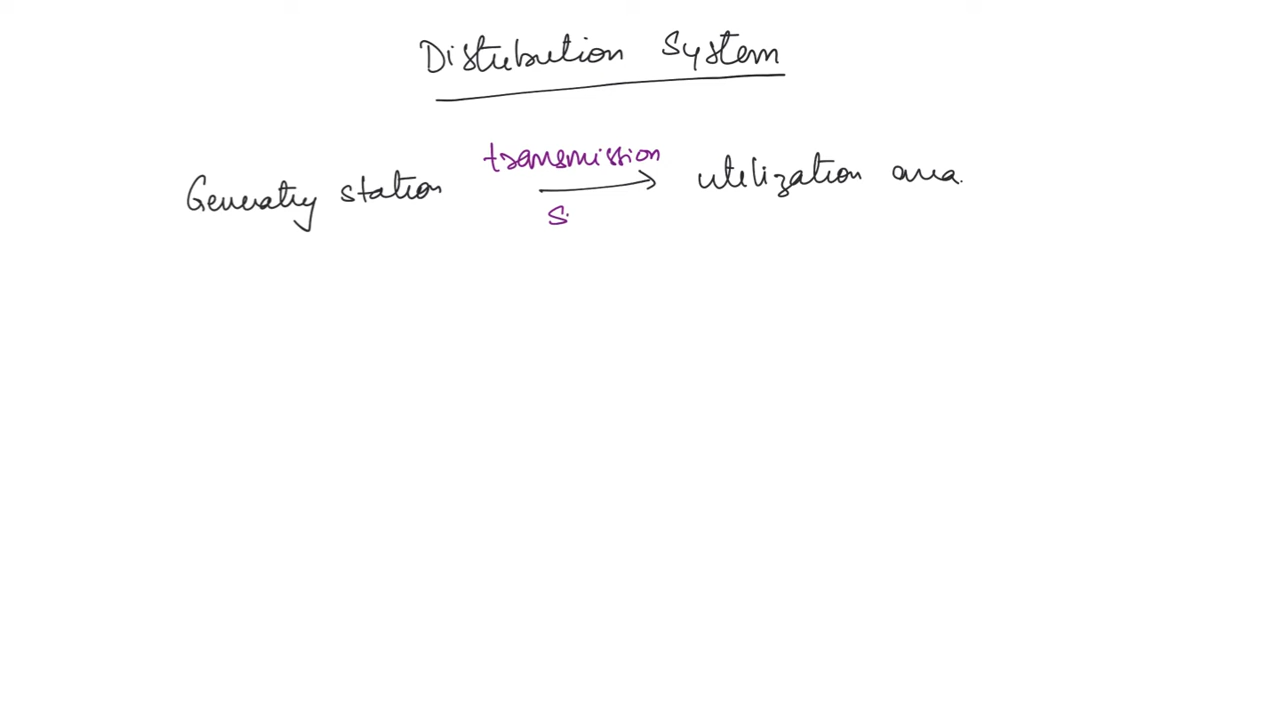 Distribution System
transmission
Generating station → utilization area.
S